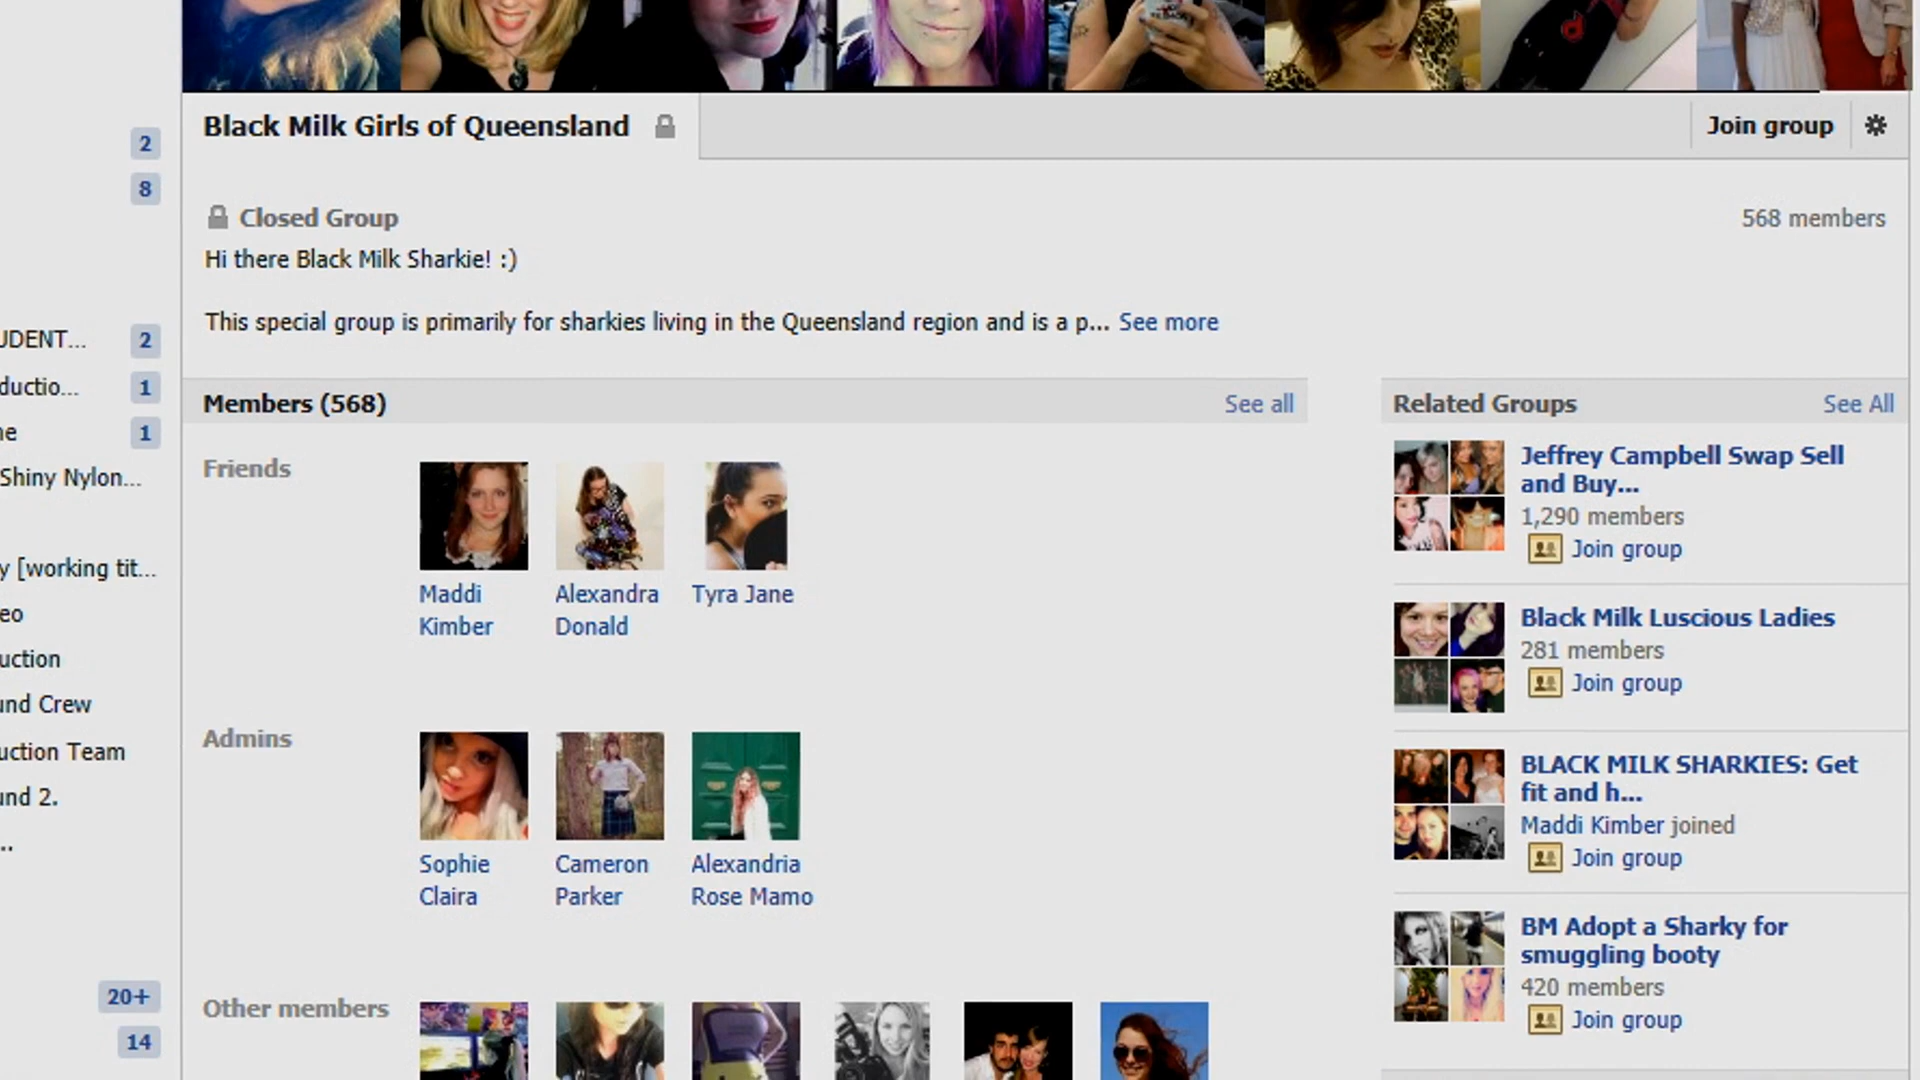 Black Milk Girls of Queensland
Join group
2
8
Closed Group
568 members
Hi there Black Milk Sharkie! :)
This special group is primarily for sharkies living in the Queensland region and is a p... See more
UDENT... 2
ductio... 1
ne 1
Shiny Nylon...
y [working tit...
eo
uction
und Crew
uction Team
und 2.
..
20+
14
Members (568)
See all
Friends
Maddi
Kimber
Alexandra
Donald
Tyra Jane
Admins
Sophie
Claira
Cameron
Parker
Alexandria
Rose Mamo
Other members
Related Groups
See All
Jeffrey Campbell Swap Sell
and Buy...
1,290 members
Join group
Black Milk Luscious Ladies
281 members
Join group
BLACK MILK SHARKIES: Get
fit and h...
Maddi Kimber joined
Join group
BM Adopt a Sharky for
smuggling booty
420 members
Join group